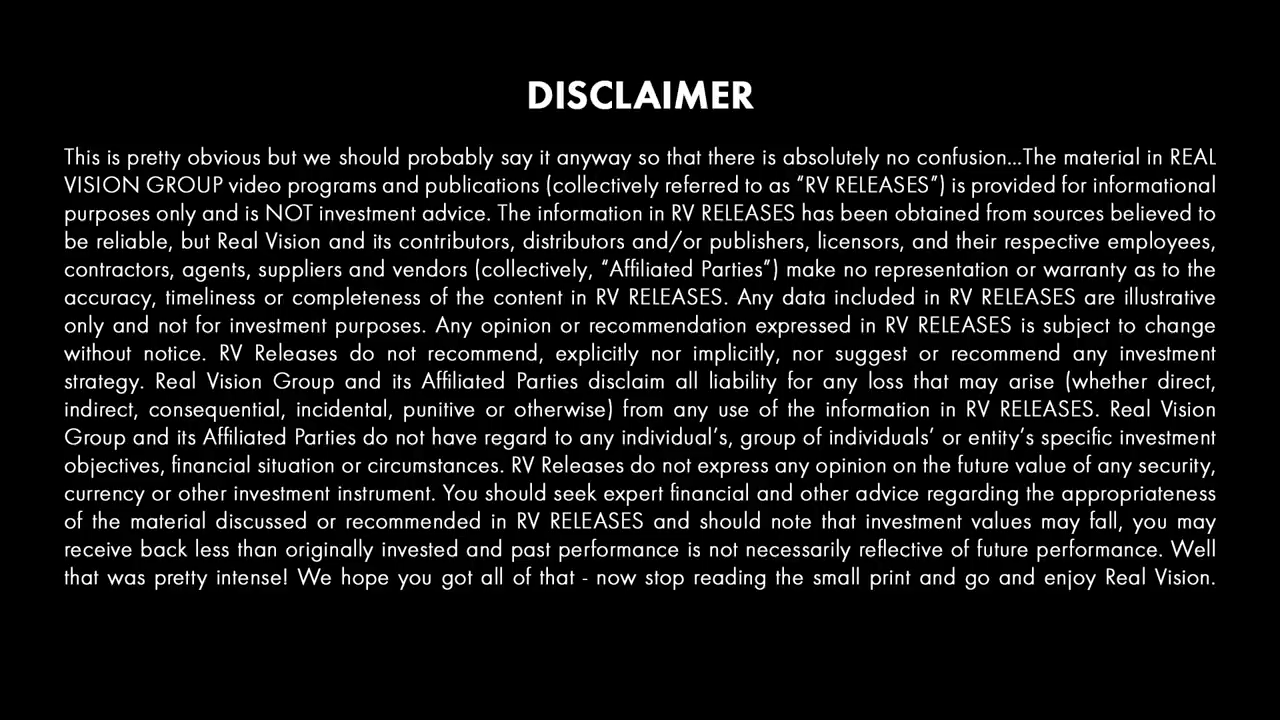 DISCLAIMER
This is pretty obvious but we should probably say it anyway so that there is absolutely no confusion...The material in REAL
VISION GROUP video programs and publications (collectively referred to as “RV RELEASES”) is provided for informational
purposes only and is NOT investment advice. The information in RV RELEASES has been obtained from sources believed to
be reliable, but Real Vision and its contributors, distributors and/or publishers, licensors, and their respective employees,
contractors, agents, suppliers and vendors (collectively, “Affiliated Parties”) make no representation or warranty as to the
accuracy, timeliness or completeness of the content in RV RELEASES. Any data included in RV RELEASES are illustrative
only and not for investment purposes. Any opinion or recommendation expressed in RV RELEASES is subject to change
without notice. RV Releases do not recommend, explicitly nor implicitly, nor suggest or recommend any investment
strategy. Real Vision Group and its Affiliated Parties disclaim all liability for any loss that may arise (whether direct,
indirect, consequential, incidental, punitive or otherwise) from any use of the information in RV RELEASES. Real Vision
Group and its Affiliated Parties do not have regard to any individual’s, group of individuals’ or entity’s specific investment
objectives, financial situation or circumstances. RV Releases do not express any opinion on the future value of any security,
currency or other investment instrument. You should seek expert financial and other advice regarding the appropriateness
of the material discussed or recommended in RV RELEASES and should note that investment values may fall, you may
receive back less than originally invested and past performance is not necessarily reflective of future performance. Well
that was pretty intense! We hope you got all of that - now stop reading the small print and go and enjoy Real Vision.